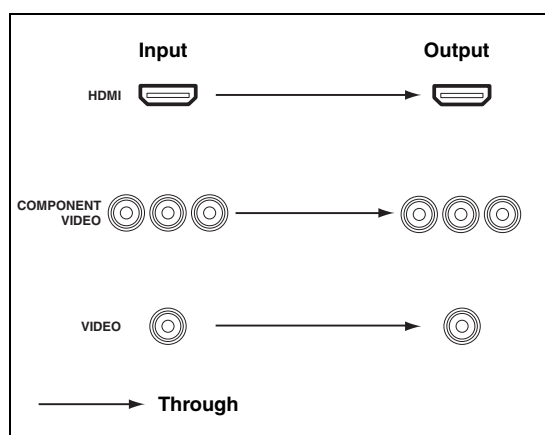 Input Output
HDMI
COMPONENT
VIDEO
VIDEO
Through